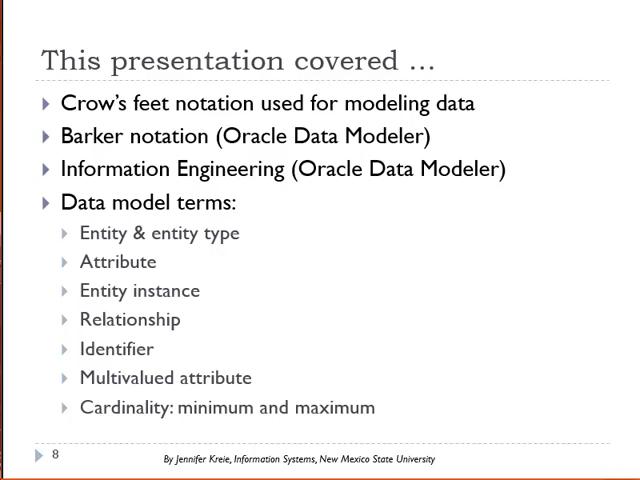 This presentation covered ...
Crow's feet notation used for modeling data
Barker notation (Oracle Data Modeler)
Information Engineering (Oracle Data Modeler)
Data model terms:
Entity & entity type
Attribute
Entity instance
Relationship
Identifier
Multivalued attribute
Cardinality: minimum and maximum
8
By Jennifer Kreie, Information Systems, New Mexico State University